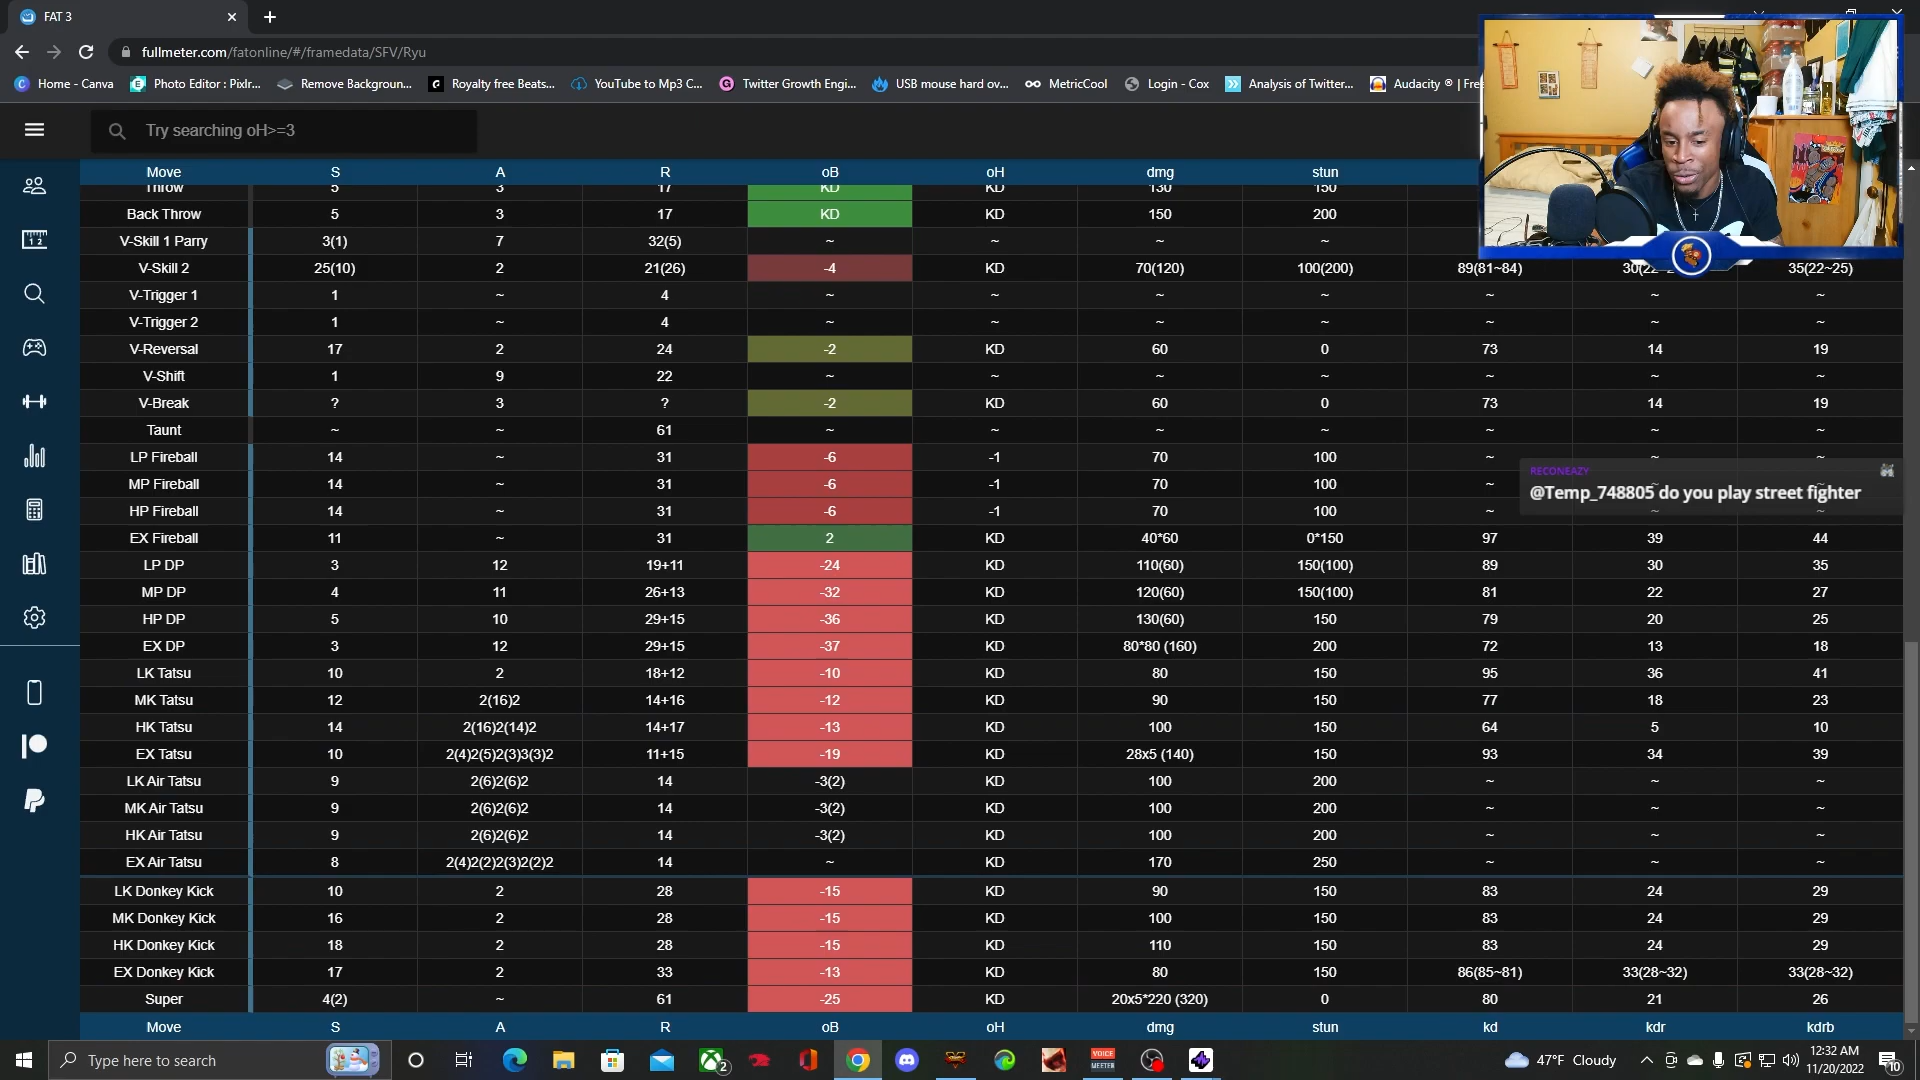 FAT 3
fullmeter.com/fatonline/#/framedata/SFV/Ryu
Home - Canva Photo Editor : Pixlr... Remove Backgroun... Royalty free Beats... YouTube to Mp3 C... Twitter Growth Engi... USB mouse hard ov... MetricCool Login - Cox Analysis of Twitter... Audacity ® | Fre
Try searching oH>=3
Move S A R oB oH dmg stun
Throw 5 3 17 KD KD 130 150
Back Throw 5 3 17 KD KD 150 200
V-Skill 1 Parry 3(1) 7 32(5) ~ ~ ~ ~
V-Skill 2 25(10) 2 21(26) -4 KD 70(120) 100(200) 89(81~84) 30(22 35(22~25)
V-Trigger 1 1 ~ 4 ~ ~ ~ ~ ~ ~ ~
V-Trigger 2 1 ~ 4 ~ ~ ~ ~ ~ ~ ~
V-Reversal 17 2 24 -2 KD 60 0 73 14 19
V-Shift 1 9 22 ~ ~ ~ ~ ~ ~ ~
V-Break ? 3 ? -2 KD 60 0 73 14 19
Taunt ~ ~ 61 ~ ~ ~ ~ ~ ~ ~
LP Fireball 14 ~ 31 -6 -1 70 100 ~ ~ ~
RECONEAZY
MP Fireball 14 ~ 31 -6 -1 70 100 ~ ~ ~
@Temp_748805 do you play street fighter
HP Fireball 14 ~ 31 -6 -1 70 100 ~ ~ ~
EX Fireball 11 ~ 31 2 KD 40*60 0*150 97 39 44
LP DP 3 12 19+11 -24 KD 110(60) 150(100) 89 30 35
MP DP 4 11 26+13 -32 KD 120(60) 150(100) 81 22 27
HP DP 5 10 29+15 -36 KD 130(60) 150 79 20 25
EX DP 3 12 29+15 -37 KD 80*80 (160) 200 72 13 18
LK Tatsu 10 2 18+12 -10 KD 80 150 95 36 41
MK Tatsu 12 2(16)2 14+16 -12 KD 90 150 77 18 23
HK Tatsu 14 2(16)2(14)2 14+17 -13 KD 100 150 64 5 10
EX Tatsu 10 2(4)2(5)2(3)3(3)2 11+15 -19 KD 28x5 (140) 150 93 34 39
LK Air Tatsu 9 2(6)2(6)2 14 -3(2) KD 100 200 ~ ~ ~
MK Air Tatsu 9 2(6)2(6)2 14 -3(2) KD 100 200 ~ ~ ~
HK Air Tatsu 9 2(6)2(6)2 14 -3(2) KD 100 200 ~ ~ ~
EX Air Tatsu 8 2(4)2(2)2(3)2(2)2 14 ~ KD 170 250 ~ ~ ~
LK Donkey Kick 10 2 28 -15 KD 90 150 83 24 29
MK Donkey Kick 16 2 28 -15 KD 100 150 83 24 29
HK Donkey Kick 18 2 28 -15 KD 110 150 83 24 29
EX Donkey Kick 17 2 33 -13 KD 80 150 86(85~81) 33(28~32) 33(28~32)
Super 4(2) ~ 61 -25 KD 20x5*220 (320) 0 80 21 26
Move S A R oB oH dmg stun kd kdr kdrb
Type here to search 2 VOICE MEETER 47°F Cloudy 12:32 AM 10
11/20/2022